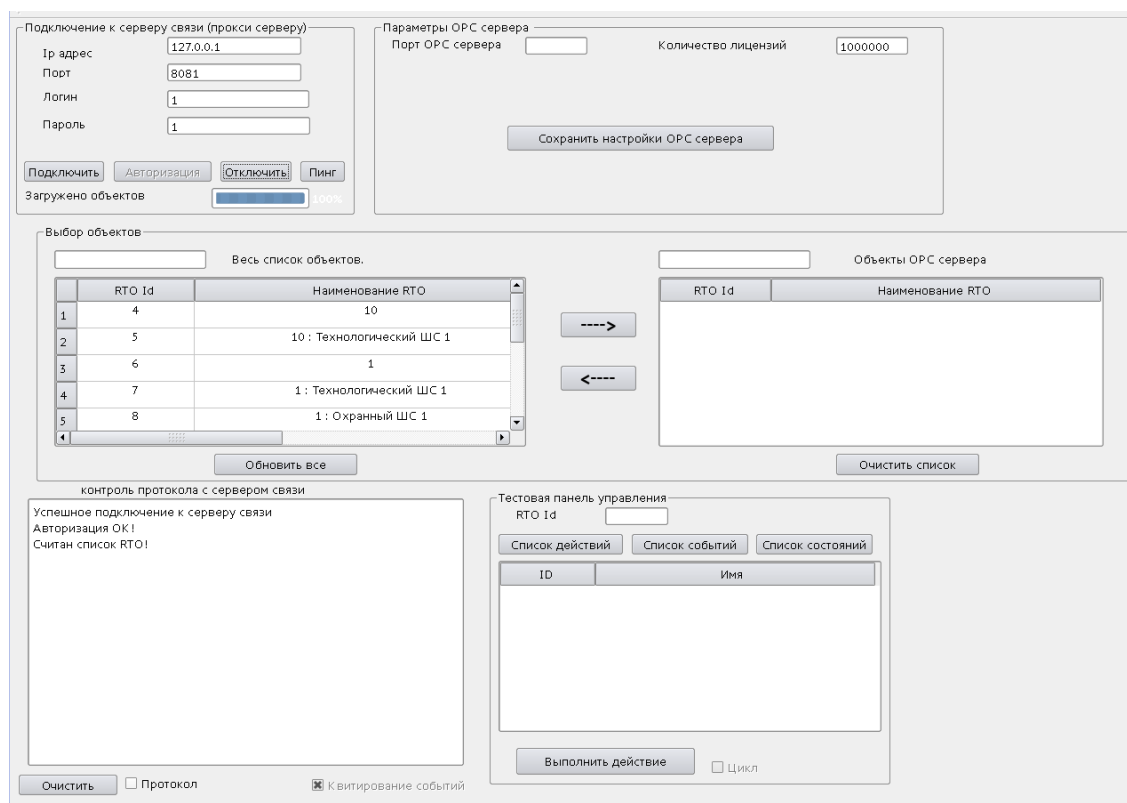 Подключение к серверу связи (прокси серверу)
Ip адрес
127.0.0.1
Порт
8081
Логин
1
Пароль
1
Подключить
Авторизация
Отключить
Пинг
Загружено объектов
100%
Параметры ОРС сервера
Порт ОРС сервера
Количество лицензий
1000000
Сохранить настройки ОРС сервера
Выбор объектов
Весь список объектов.
RTO Id Наименование RTO
1 4 10
2 5 10 : Технологический ШС 1
3 6 1
4 7 1 : Технологический ШС 1
5 8 1 : Охранный ШС 1
Обновить все
---->
<----
Объекты ОРС сервера
RTO Id Наименование RTO
Очистить список
контроль протокола с сервером связи
Успешное подключение к серверу связи
Авторизация ОК!
Считан список RTO!
Очистить
Протокол
Квитирование событий
Тестовая панель управления
RTO Id
Список действий
Список событий
Список состояний
ID Имя
Выполнить действие
Цикл